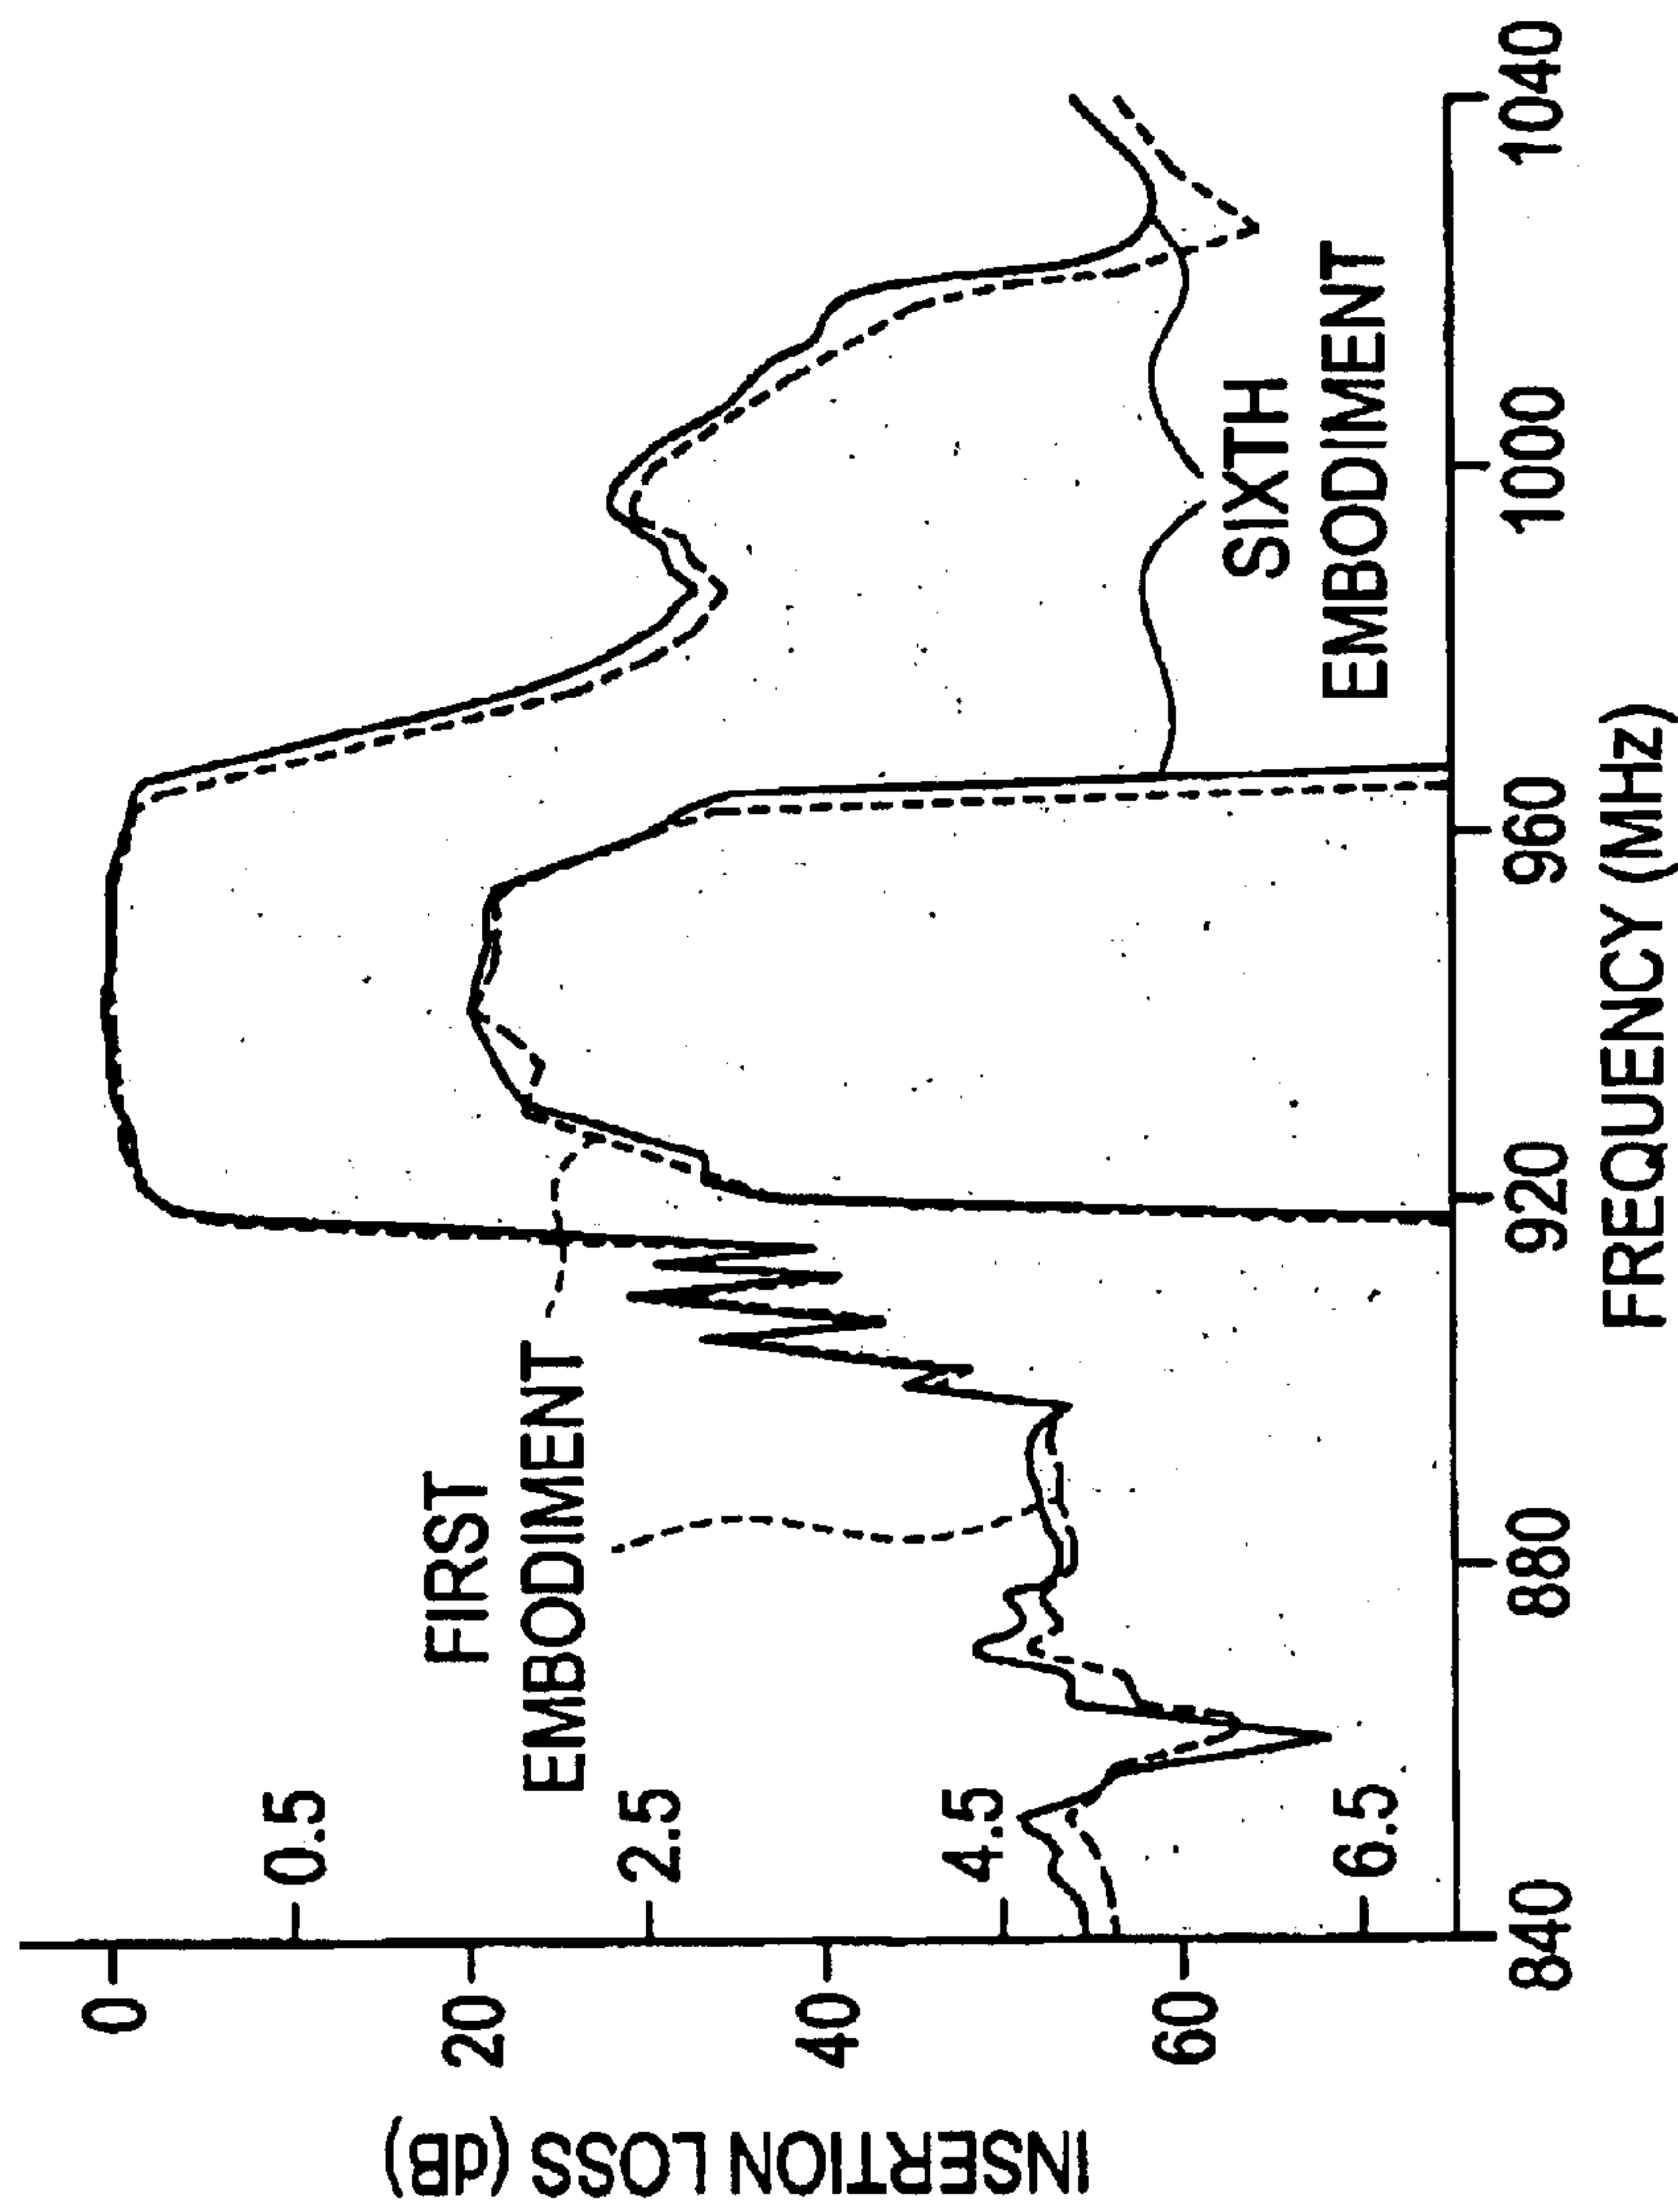 INSERTION LOSS (dB)
0
20
40
60
0.5
2.5
4.5
6.5
FIRST
EMBODIMENT
SIXTH
EMBODIMENT
840
880
920
960
1000
1040
FREQUENCY (MHz)